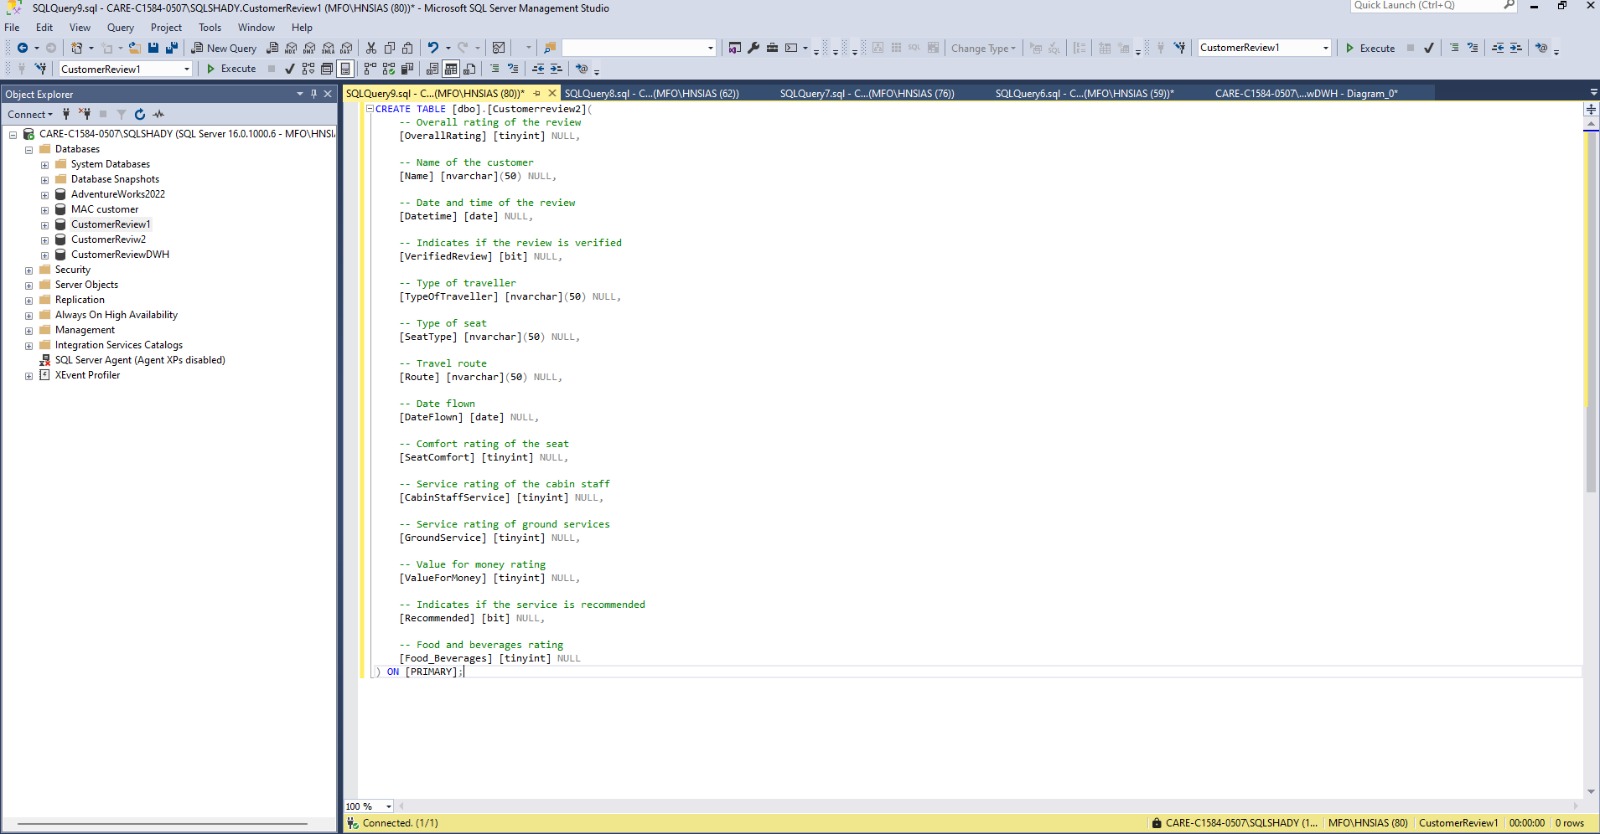 SQLQuery9.sql - CARE-C1584-0507\SQLSHADY.CustomerReview1 (MFO\HNSIAS (80))* - Microsoft SQL Server Management Studio
Quick Launch (Ctrl+Q)
File Edit View Query Project Tools Window Help
New Query
Change Type
CustomerReview1
Execute
CustomerReview1
Execute
Object Explorer
Connect
CARE-C1584-0507\SQLSHADY (SQL Server 16.0.1000.6 - MFO\HNSI
Databases
System Databases
Database Snapshots
AdventureWorks2022
MAC customer
CustomerReview1
CustomerReviw2
CustomerReviewDWH
Security
Server Objects
Replication
Always On High Availability
Management
Integration Services Catalogs
SQL Server Agent (Agent XPs disabled)
XEvent Profiler
SQLQuery9.sql - C...(MFO\HNSIAS (80))*
SQLQuery8.sql - C...(MFO\HNSIAS (62))
SQLQuery7.sql - C...(MFO\HNSIAS (76))
SQLQuery6.sql - C...(MFO\HNSIAS (59))*
CARE-C1584-0507\...wDWH - Diagram_0*
CREATE TABLE [dbo].[Customerreview2](
-- Overall rating of the review
[OverallRating] [tinyint] NULL,
-- Name of the customer
[Name] [nvarchar](50) NULL,
-- Date and time of the review
[Datetime] [date] NULL,
-- Indicates if the review is verified
[VerifiedReview] [bit] NULL,
-- Type of traveller
[TypeOfTraveller] [nvarchar](50) NULL,
-- Type of seat
[SeatType] [nvarchar](50) NULL,
-- Travel route
[Route] [nvarchar](50) NULL,
-- Date flown
[DateFlown] [date] NULL,
-- Comfort rating of the seat
[SeatComfort] [tinyint] NULL,
-- Service rating of the cabin staff
[CabinStaffService] [tinyint] NULL,
-- Service rating of ground services
[GroundService] [tinyint] NULL,
-- Value for money rating
[ValueForMoney] [tinyint] NULL,
-- Indicates if the service is recommended
[Recommended] [bit] NULL,
-- Food and beverages rating
[Food_Beverages] [tinyint] NULL
) ON [PRIMARY];
100 %
Connected. (1/1)
CARE-C1584-0507\SQLSHADY (1... MFO\HNSIAS (80) CustomerReview1 00:00:00 0 rows